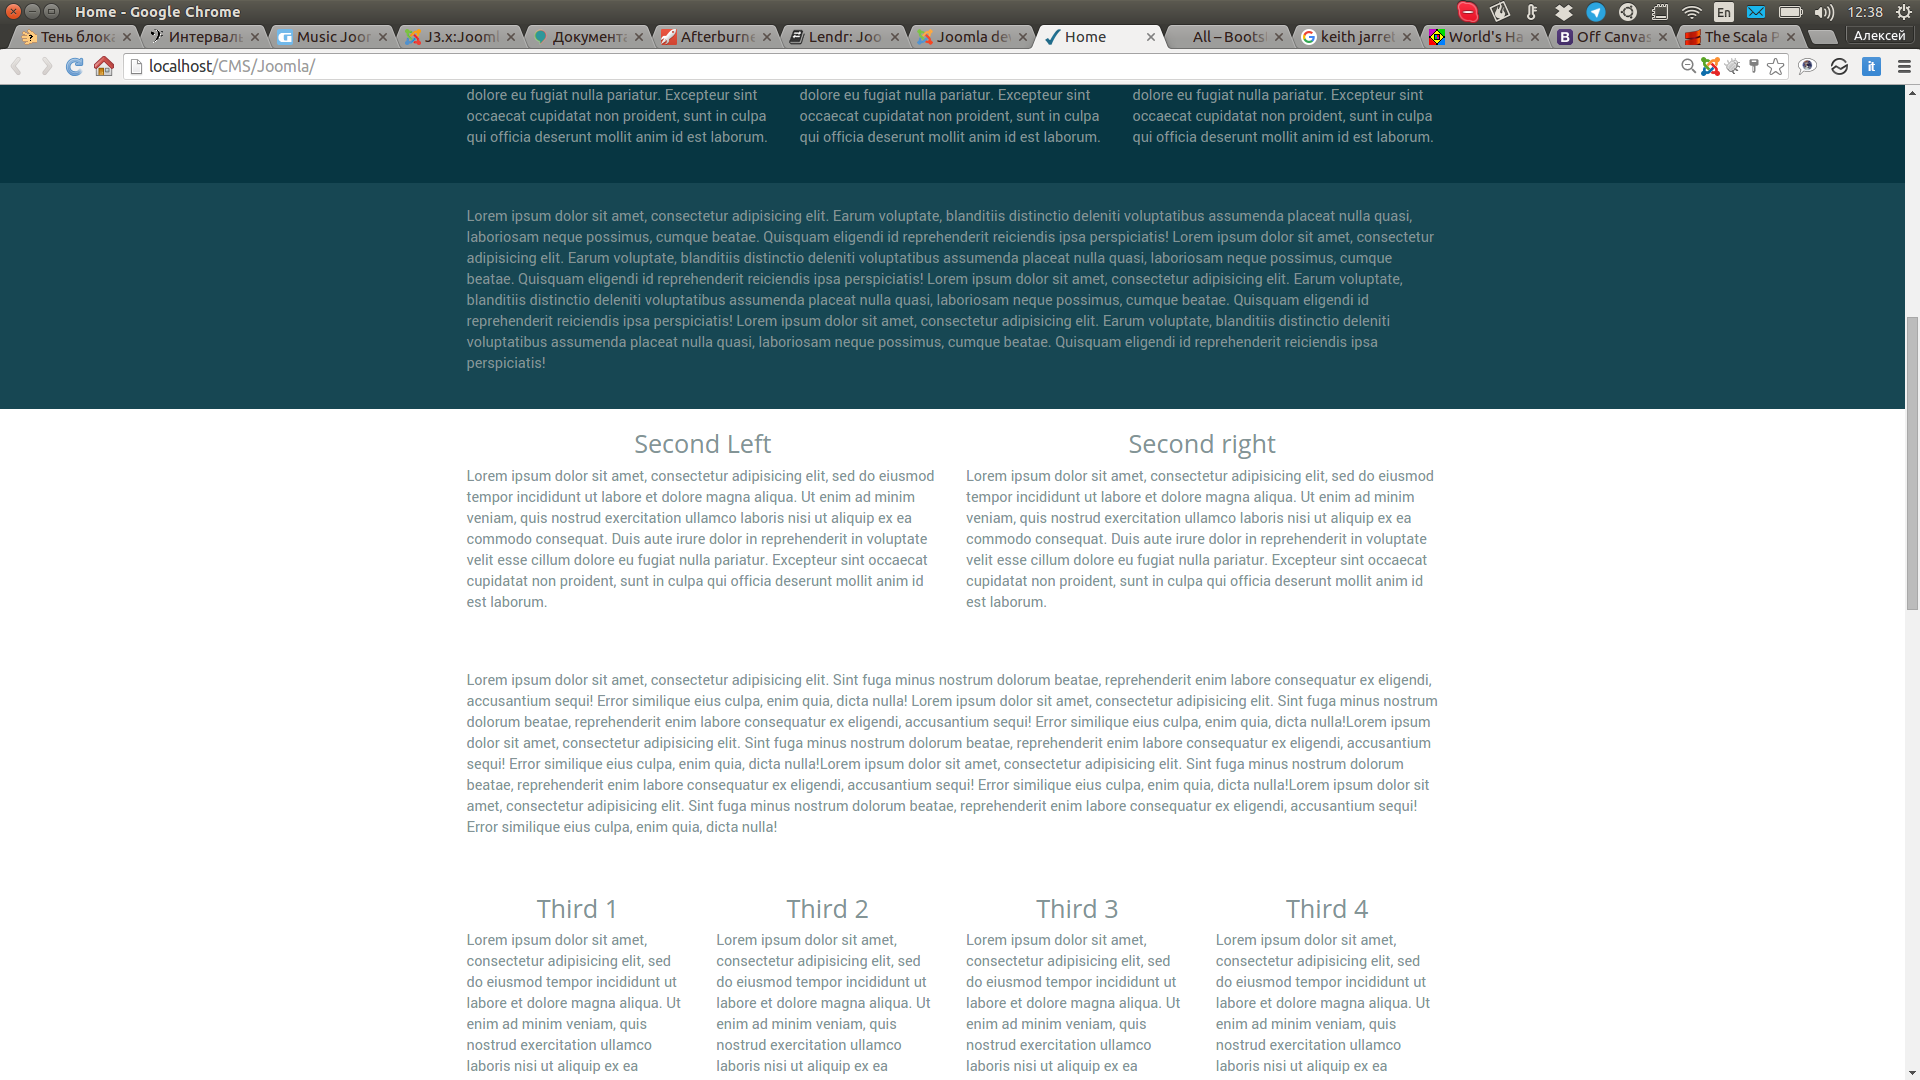 Home - Google Chrome
En
12:38
Тень блока
Интерваль
Music Joor
J3.x:Jooml
Документа
Afterburne
Lendr: Joo
Joomla dev
Home
All – Boots
keith jarret
World's Ha
Off Canvas
The Scala P
Алексей
localhost/CMS/Joomla/
it
dolore eu fugiat nulla pariatur. Excepteur sint
occaecat cupidatat non proident, sunt in culpa
qui officia deserunt mollit anim id est laborum.
dolore eu fugiat nulla pariatur. Excepteur sint
occaecat cupidatat non proident, sunt in culpa
qui officia deserunt mollit anim id est laborum.
dolore eu fugiat nulla pariatur. Excepteur sint
occaecat cupidatat non proident, sunt in culpa
qui officia deserunt mollit anim id est laborum.
Lorem ipsum dolor sit amet, consectetur adipisicing elit. Earum voluptate, blanditiis distinctio deleniti voluptatibus assumenda placeat nulla quasi,
laboriosam neque possimus, cumque beatae. Quisquam eligendi id reprehenderit reiciendis ipsa perspiciatis! Lorem ipsum dolor sit amet, consectetur
adipisicing elit. Earum voluptate, blanditiis distinctio deleniti voluptatibus assumenda placeat nulla quasi, laboriosam neque possimus, cumque
beatae. Quisquam eligendi id reprehenderit reiciendis ipsa perspiciatis! Lorem ipsum dolor sit amet, consectetur adipisicing elit. Earum voluptate,
blanditiis distinctio deleniti voluptatibus assumenda placeat nulla quasi, laboriosam neque possimus, cumque beatae. Quisquam eligendi id
reprehenderit reiciendis ipsa perspiciatis! Lorem ipsum dolor sit amet, consectetur adipisicing elit. Earum voluptate, blanditiis distinctio deleniti
voluptatibus assumenda placeat nulla quasi, laboriosam neque possimus, cumque beatae. Quisquam eligendi id reprehenderit reiciendis ipsa
perspiciatis!
Second Left
Lorem ipsum dolor sit amet, consectetur adipisicing elit, sed do eiusmod
tempor incididunt ut labore et dolore magna aliqua. Ut enim ad minim
veniam, quis nostrud exercitation ullamco laboris nisi ut aliquip ex ea
commodo consequat. Duis aute irure dolor in reprehenderit in voluptate
velit esse cillum dolore eu fugiat nulla pariatur. Excepteur sint occaecat
cupidatat non proident, sunt in culpa qui officia deserunt mollit anim id
est laborum.
Second right
Lorem ipsum dolor sit amet, consectetur adipisicing elit, sed do eiusmod
tempor incididunt ut labore et dolore magna aliqua. Ut enim ad minim
veniam, quis nostrud exercitation ullamco laboris nisi ut aliquip ex ea
commodo consequat. Duis aute irure dolor in reprehenderit in voluptate
velit esse cillum dolore eu fugiat nulla pariatur. Excepteur sint occaecat
cupidatat non proident, sunt in culpa qui officia deserunt mollit anim id
est laborum.
Lorem ipsum dolor sit amet, consectetur adipisicing elit. Sint fuga minus nostrum dolorum beatae, reprehenderit enim labore consequatur ex eligendi,
accusantium sequi! Error similique eius culpa, enim quia, dicta nulla! Lorem ipsum dolor sit amet, consectetur adipisicing elit. Sint fuga minus nostrum
dolorum beatae, reprehenderit enim labore consequatur ex eligendi, accusantium sequi! Error similique eius culpa, enim quia, dicta nulla!Lorem ipsum
dolor sit amet, consectetur adipisicing elit. Sint fuga minus nostrum dolorum beatae, reprehenderit enim labore consequatur ex eligendi, accusantium
sequi! Error similique eius culpa, enim quia, dicta nulla!Lorem ipsum dolor sit amet, consectetur adipisicing elit. Sint fuga minus nostrum dolorum
beatae, reprehenderit enim labore consequatur ex eligendi, accusantium sequi! Error similique eius culpa, enim quia, dicta nulla!Lorem ipsum dolor sit
amet, consectetur adipisicing elit. Sint fuga minus nostrum dolorum beatae, reprehenderit enim labore consequatur ex eligendi, accusantium sequi!
Error similique eius culpa, enim quia, dicta nulla!
Third 1
Lorem ipsum dolor sit amet,
consectetur adipisicing elit, sed
do eiusmod tempor incididunt ut
labore et dolore magna aliqua. Ut
enim ad minim veniam, quis
nostrud exercitation ullamco
laboris nisi ut aliquip ex ea
Third 2
Lorem ipsum dolor sit amet,
consectetur adipisicing elit, sed
do eiusmod tempor incididunt ut
labore et dolore magna aliqua. Ut
enim ad minim veniam, quis
nostrud exercitation ullamco
laboris nisi ut aliquip ex ea
Third 3
Lorem ipsum dolor sit amet,
consectetur adipisicing elit, sed
do eiusmod tempor incididunt ut
labore et dolore magna aliqua. Ut
enim ad minim veniam, quis
nostrud exercitation ullamco
laboris nisi ut aliquip ex ea
Third 4
Lorem ipsum dolor sit amet,
consectetur adipisicing elit, sed
do eiusmod tempor incididunt ut
labore et dolore magna aliqua. Ut
enim ad minim veniam, quis
nostrud exercitation ullamco
laboris nisi ut aliquip ex ea